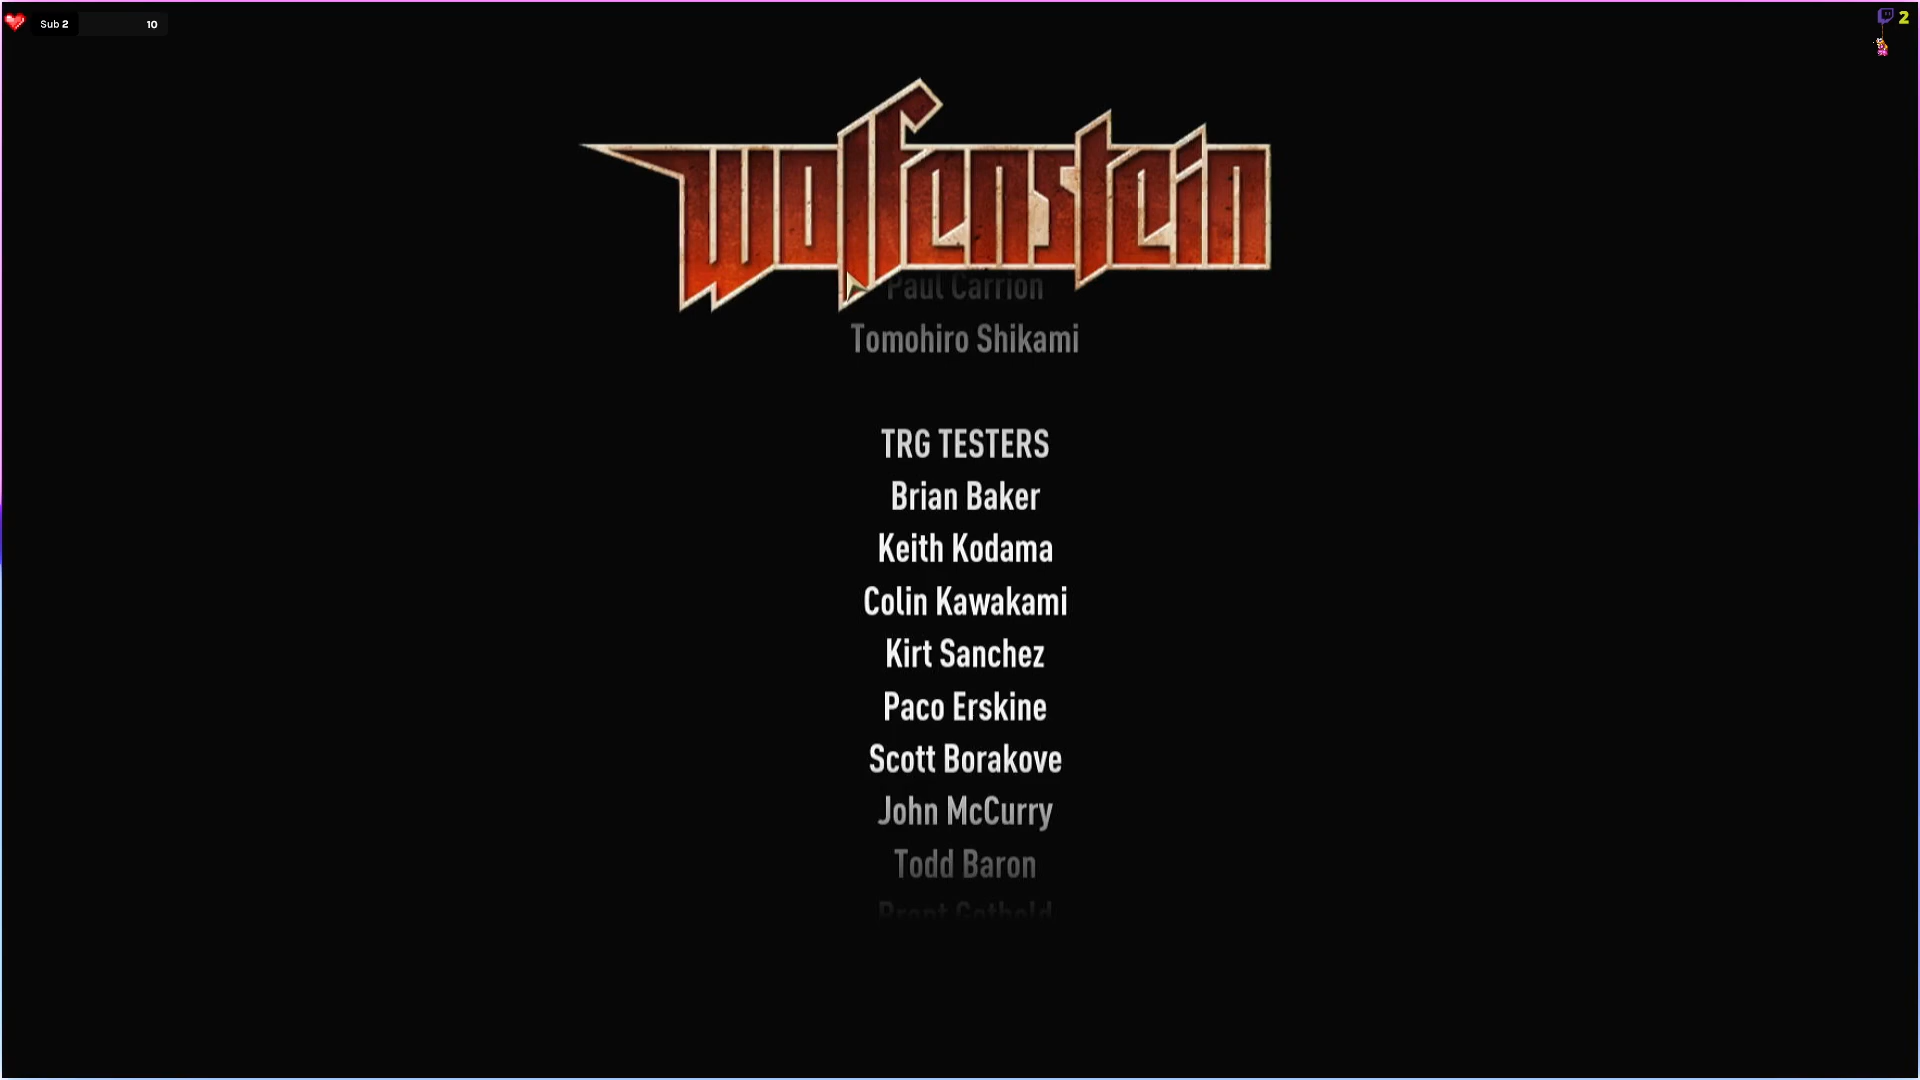 Sub 2 10
2
Wolfenstein
Paul Carrion
Tomohiro Shikami
TRG TESTERS
Brian Baker
Keith Kodama
Colin Kawakami
Kirt Sanchez
Paco Erskine
Scott Borakove
John McCurry
Todd Baron